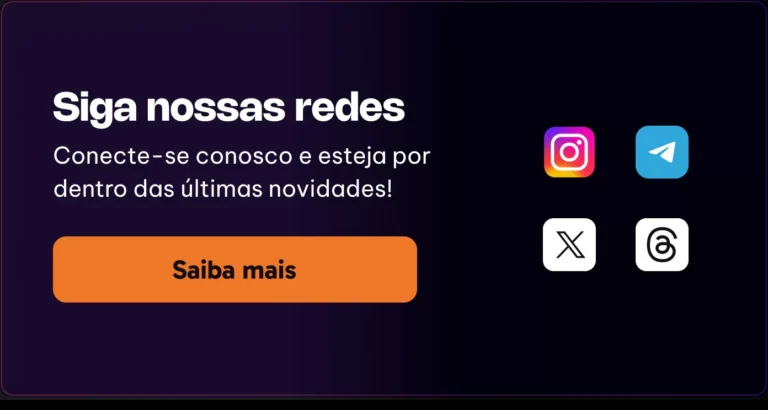 Siga nossas redes
Conecte-se conosco e esteja por
dentro das últimas novidades!
Saiba mais